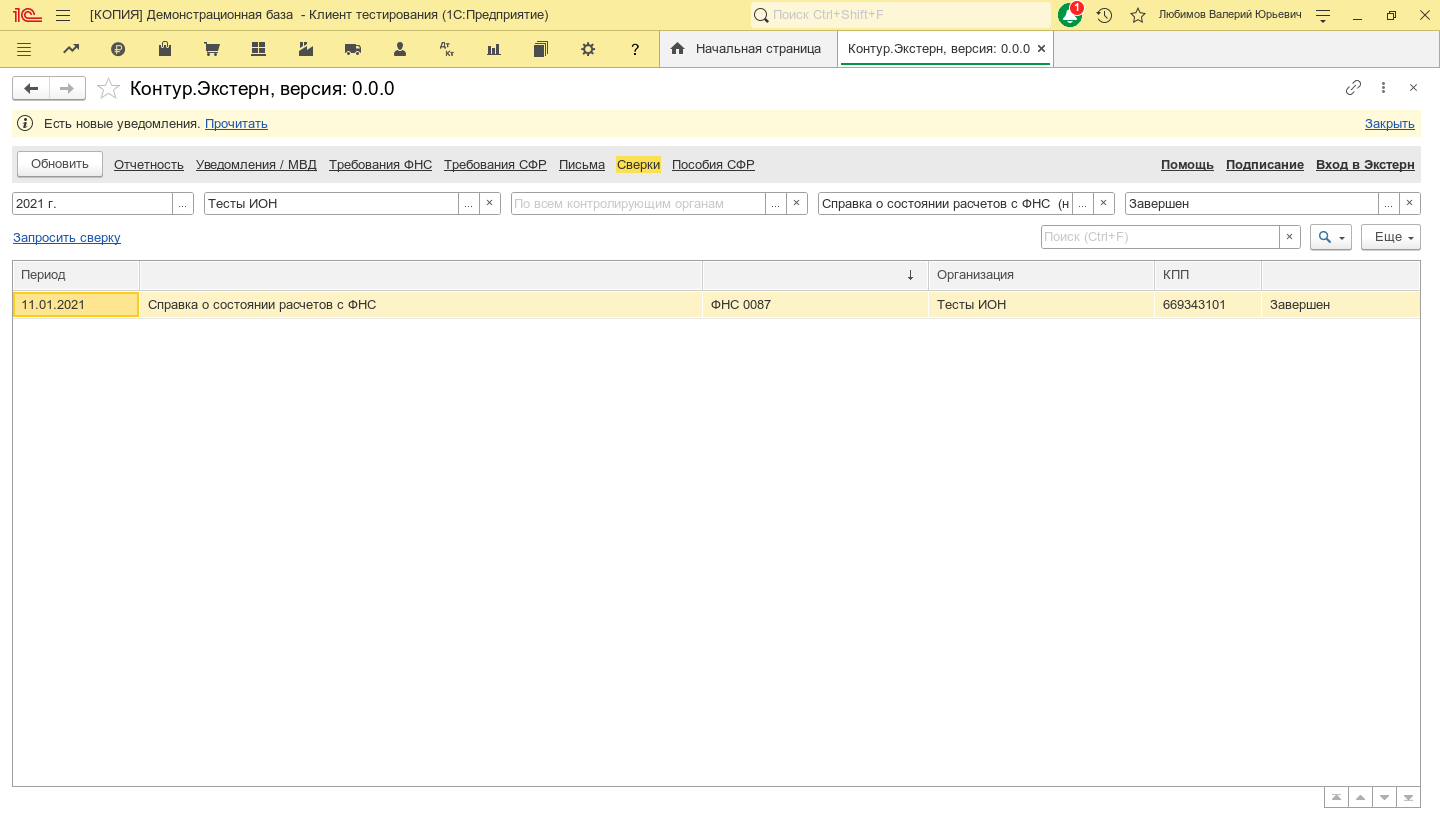 [КОПИЯ] Демонстрационная база - Клиент тестирования (1С:Предприятие) Поиск Ctrl+Shift+F 1 Любимов Валерий Юрьевич
Дт Кт ? Начальная страница Контур.Экстерн, версия: 0.0.0
Контур.Экстерн, версия: 0.0.0
Есть новые уведомления. Прочитать Закрыть
Обновить Отчетность Уведомления / МВД Требования ФНС Требования СФР Письма Сверки Пособия СФР Помощь Подписание Вход в Экстерн
2021 г. ... Тесты ИОН ... × По всем контролирующим органам ... × Справка о состоянии расчетов с ФНС (н ... × Завершен ... ×
Запросить сверку Поиск (Ctrl+F) × Еще
Период ↓ Организация КПП
11.01.2021 Справка о состоянии расчетов с ФНС ФНС 0087 Тесты ИОН 669343101 Завершен